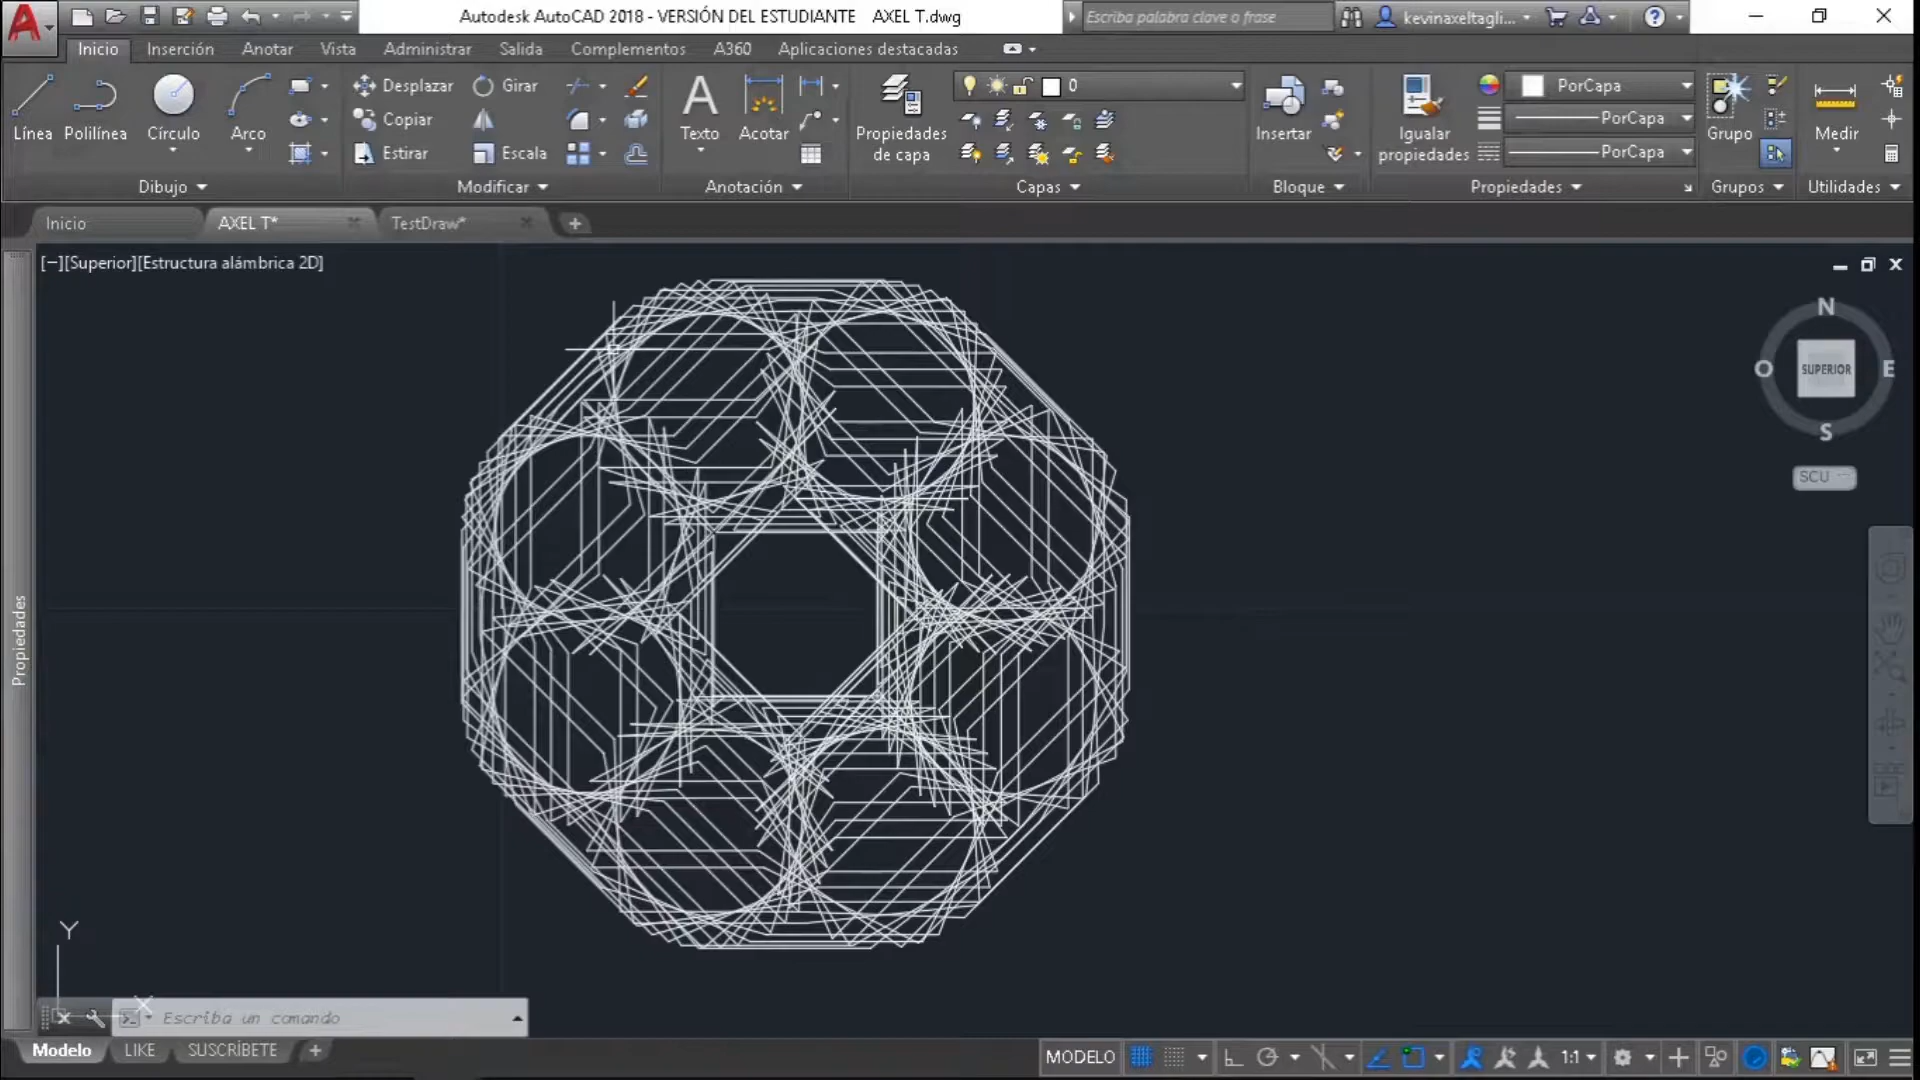 Autodesk AutoCAD 2018 - VERSIÓN DEL ESTUDIANTE AXEL T.dwg
Escriba palabra clave o frase
kevinaxeltagli...
Inicio Inserción Anotar Vista Administrar Salida Complementos A360 Aplicaciones destacadas
Línea Polilínea Círculo Arco
Desplazar Girar
Copiar
Estirar Escala
Texto Acotar
Propiedades de capa
0
Insertar
Igualar propiedades
PorCapa
PorCapa
PorCapa
Grupo
Medir
Dibujo Modificar Anotación Capas Bloque Propiedades Grupos Utilidades
Inicio AXEL T* TestDraw*
[−][Superior][Estructura alámbrica 2D]
N
O SUPERIOR E
S
SCU
Propiedades
Y
X
Escriba un comando
Modelo LIKE SUSCRÍBETE
MODELO 1:1